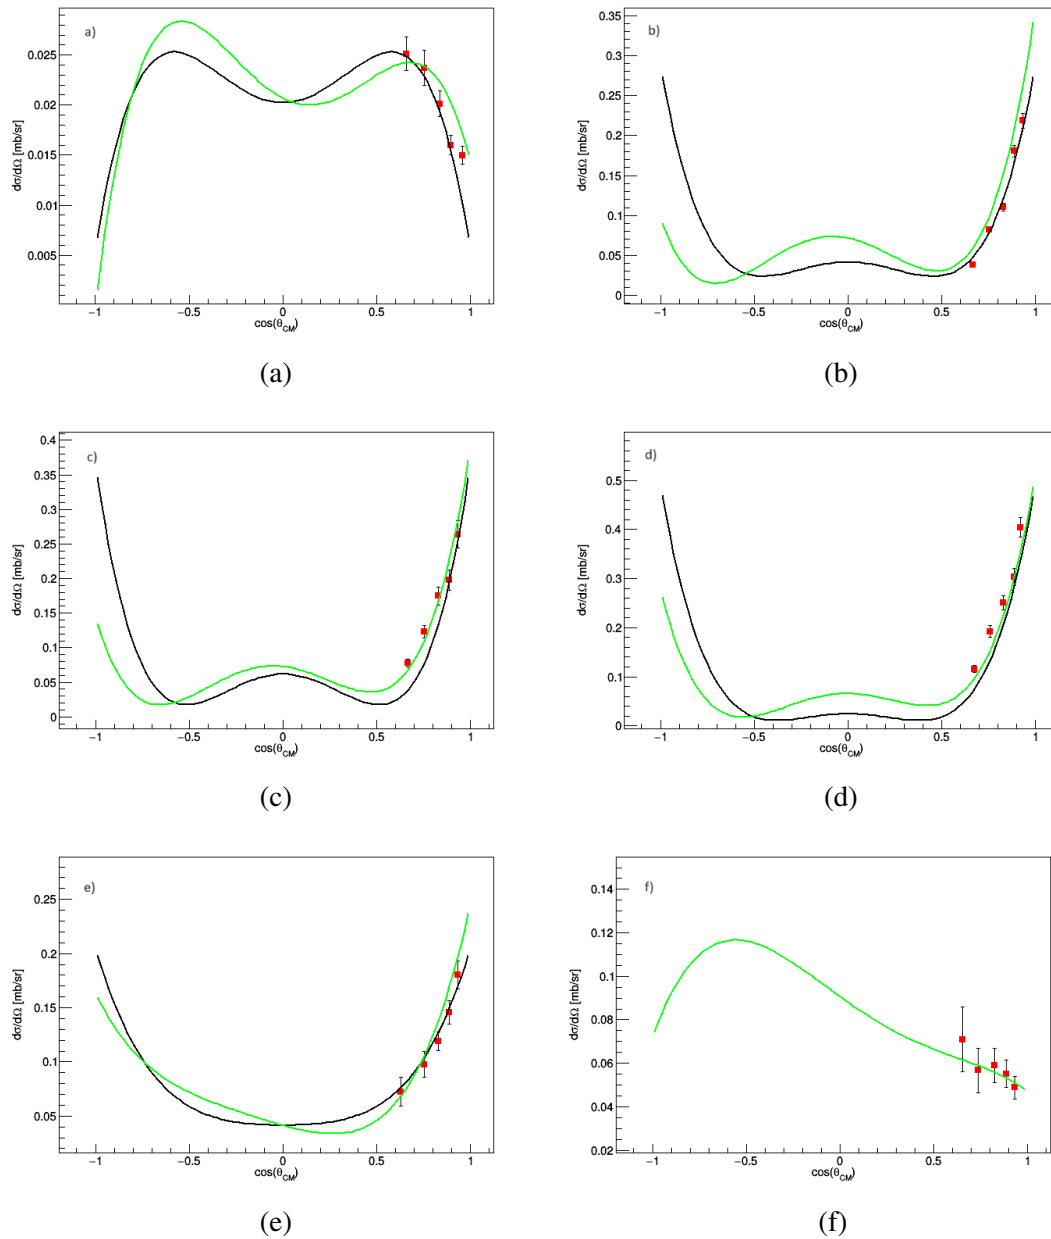 a)
dσ/dΩ [mb/sr]
0.025
0.02
0.015
0.01
0.005
−1 −0.5 0 0.5 1
cos(θCM)
(a)
b)
dσ/dΩ [mb/sr]
0.35
0.3
0.25
0.2
0.15
0.1
0.05
0
−1 −0.5 0 0.5 1
cos(θCM)
(b)
c)
dσ/dΩ [mb/sr]
0.4
0.35
0.3
0.25
0.2
0.15
0.1
0.05
0
−1 −0.5 0 0.5 1
cos(θCM)
(c)
d)
dσ/dΩ [mb/sr]
0.5
0.4
0.3
0.2
0.1
0
−1 −0.5 0 0.5 1
cos(θCM)
(d)
e)
dσ/dΩ [mb/sr]
0.25
0.2
0.15
0.1
0.05
−1 −0.5 0 0.5 1
cos(θCM)
(e)
f)
dσ/dΩ [mb/sr]
0.14
0.12
0.1
0.08
0.06
0.04
0.02
−1 −0.5 0 0.5 1
cos(θCM)
(f)